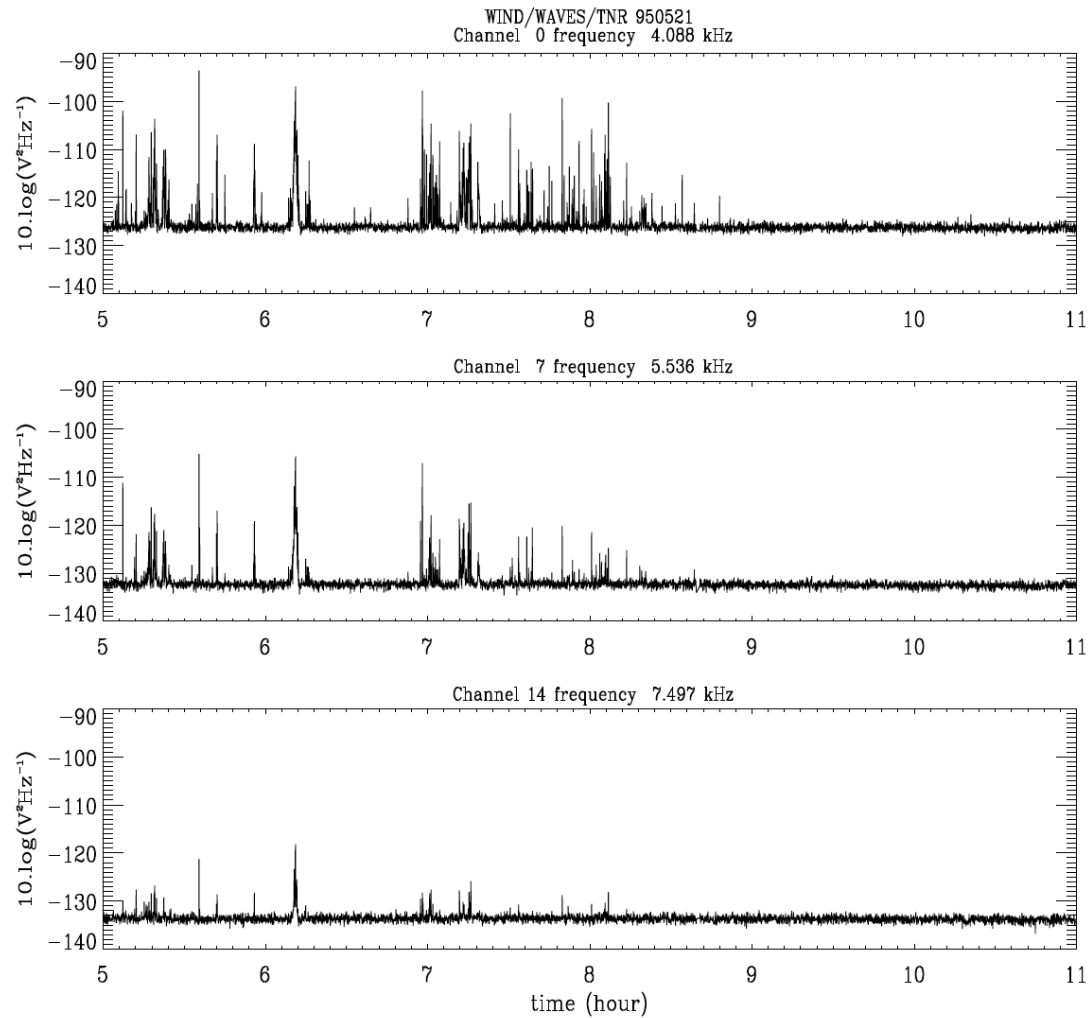 WIND/WAVES/TNR 950521
Channel 0 frequency 4.088 kHz
10.log(V²Hz⁻¹)
−90
−100
−110
−120
−130
−140
5 6 7 8 9 10 11
Channel 7 frequency 5.536 kHz
10.log(V²Hz⁻¹)
−90
−100
−110
−120
−130
−140
5 6 7 8 9 10 11
Channel 14 frequency 7.497 kHz
10.log(V²Hz⁻¹)
−90
−100
−110
−120
−130
−140
5 6 7 8 9 10 11
time (hour)